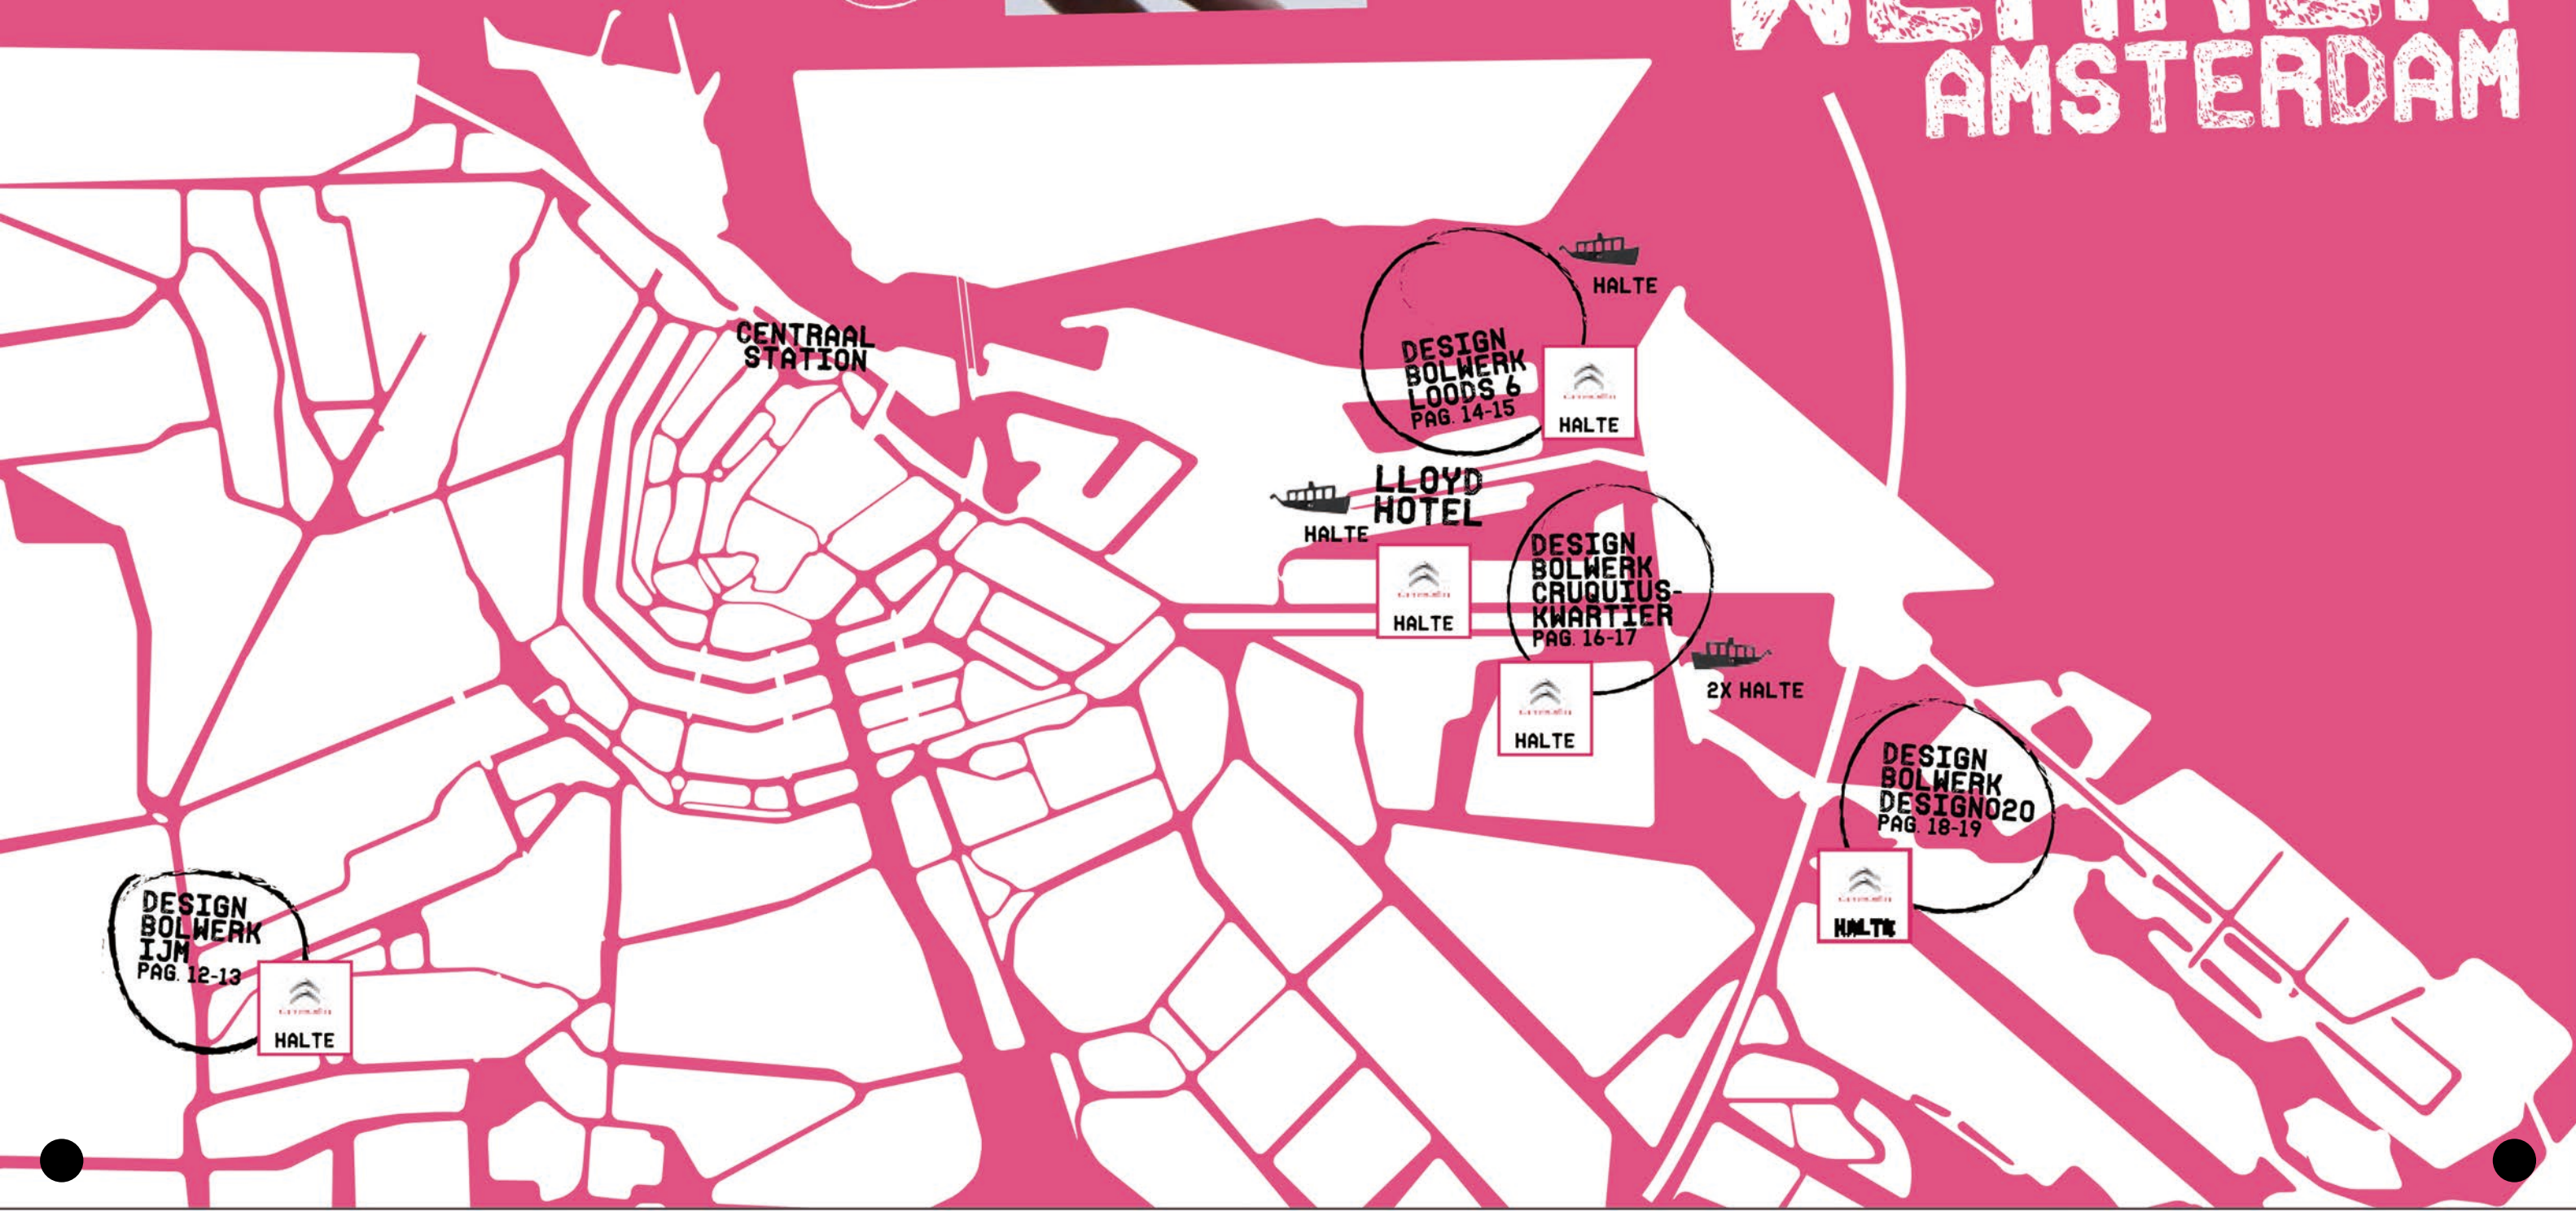 AMSTERDAM
HALTE
DESIGN
BOLWERK
LOODS 6
PAG. 14-15
HALTE
CENTRAAL
STATION
LLOYD
HOTEL
HALTE
HALTE
DESIGN
BOLWERK
CRUQUIUS-
KWARTIER
PAG. 16-17
HALTE
2X HALTE
DESIGN
BOLWERK
DESIGN020
PAG. 18-19
HALTE
DESIGN
BOLWERK
IJM
PAG. 12-13
HALTE